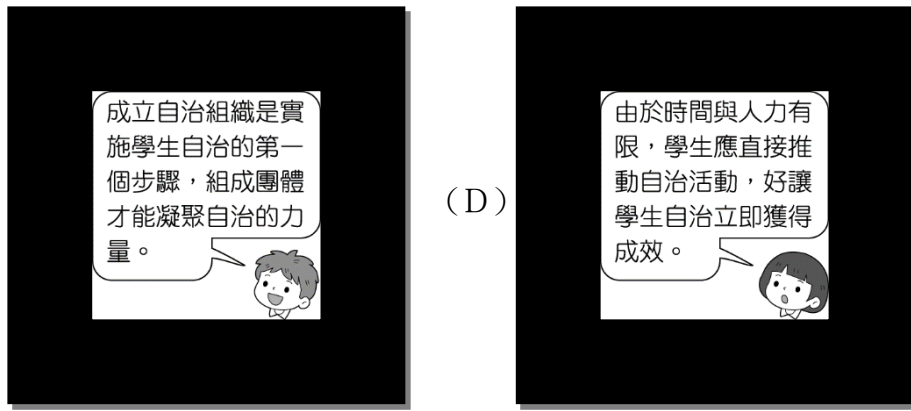 成立自治組織是實
施學生自治的第一
個步驟，組成團體
才能凝聚自治的力
量。
（D）
由於時間與人力有
限，學生應直接推
動自治活動，好讓
學生自治立即獲得
成效。